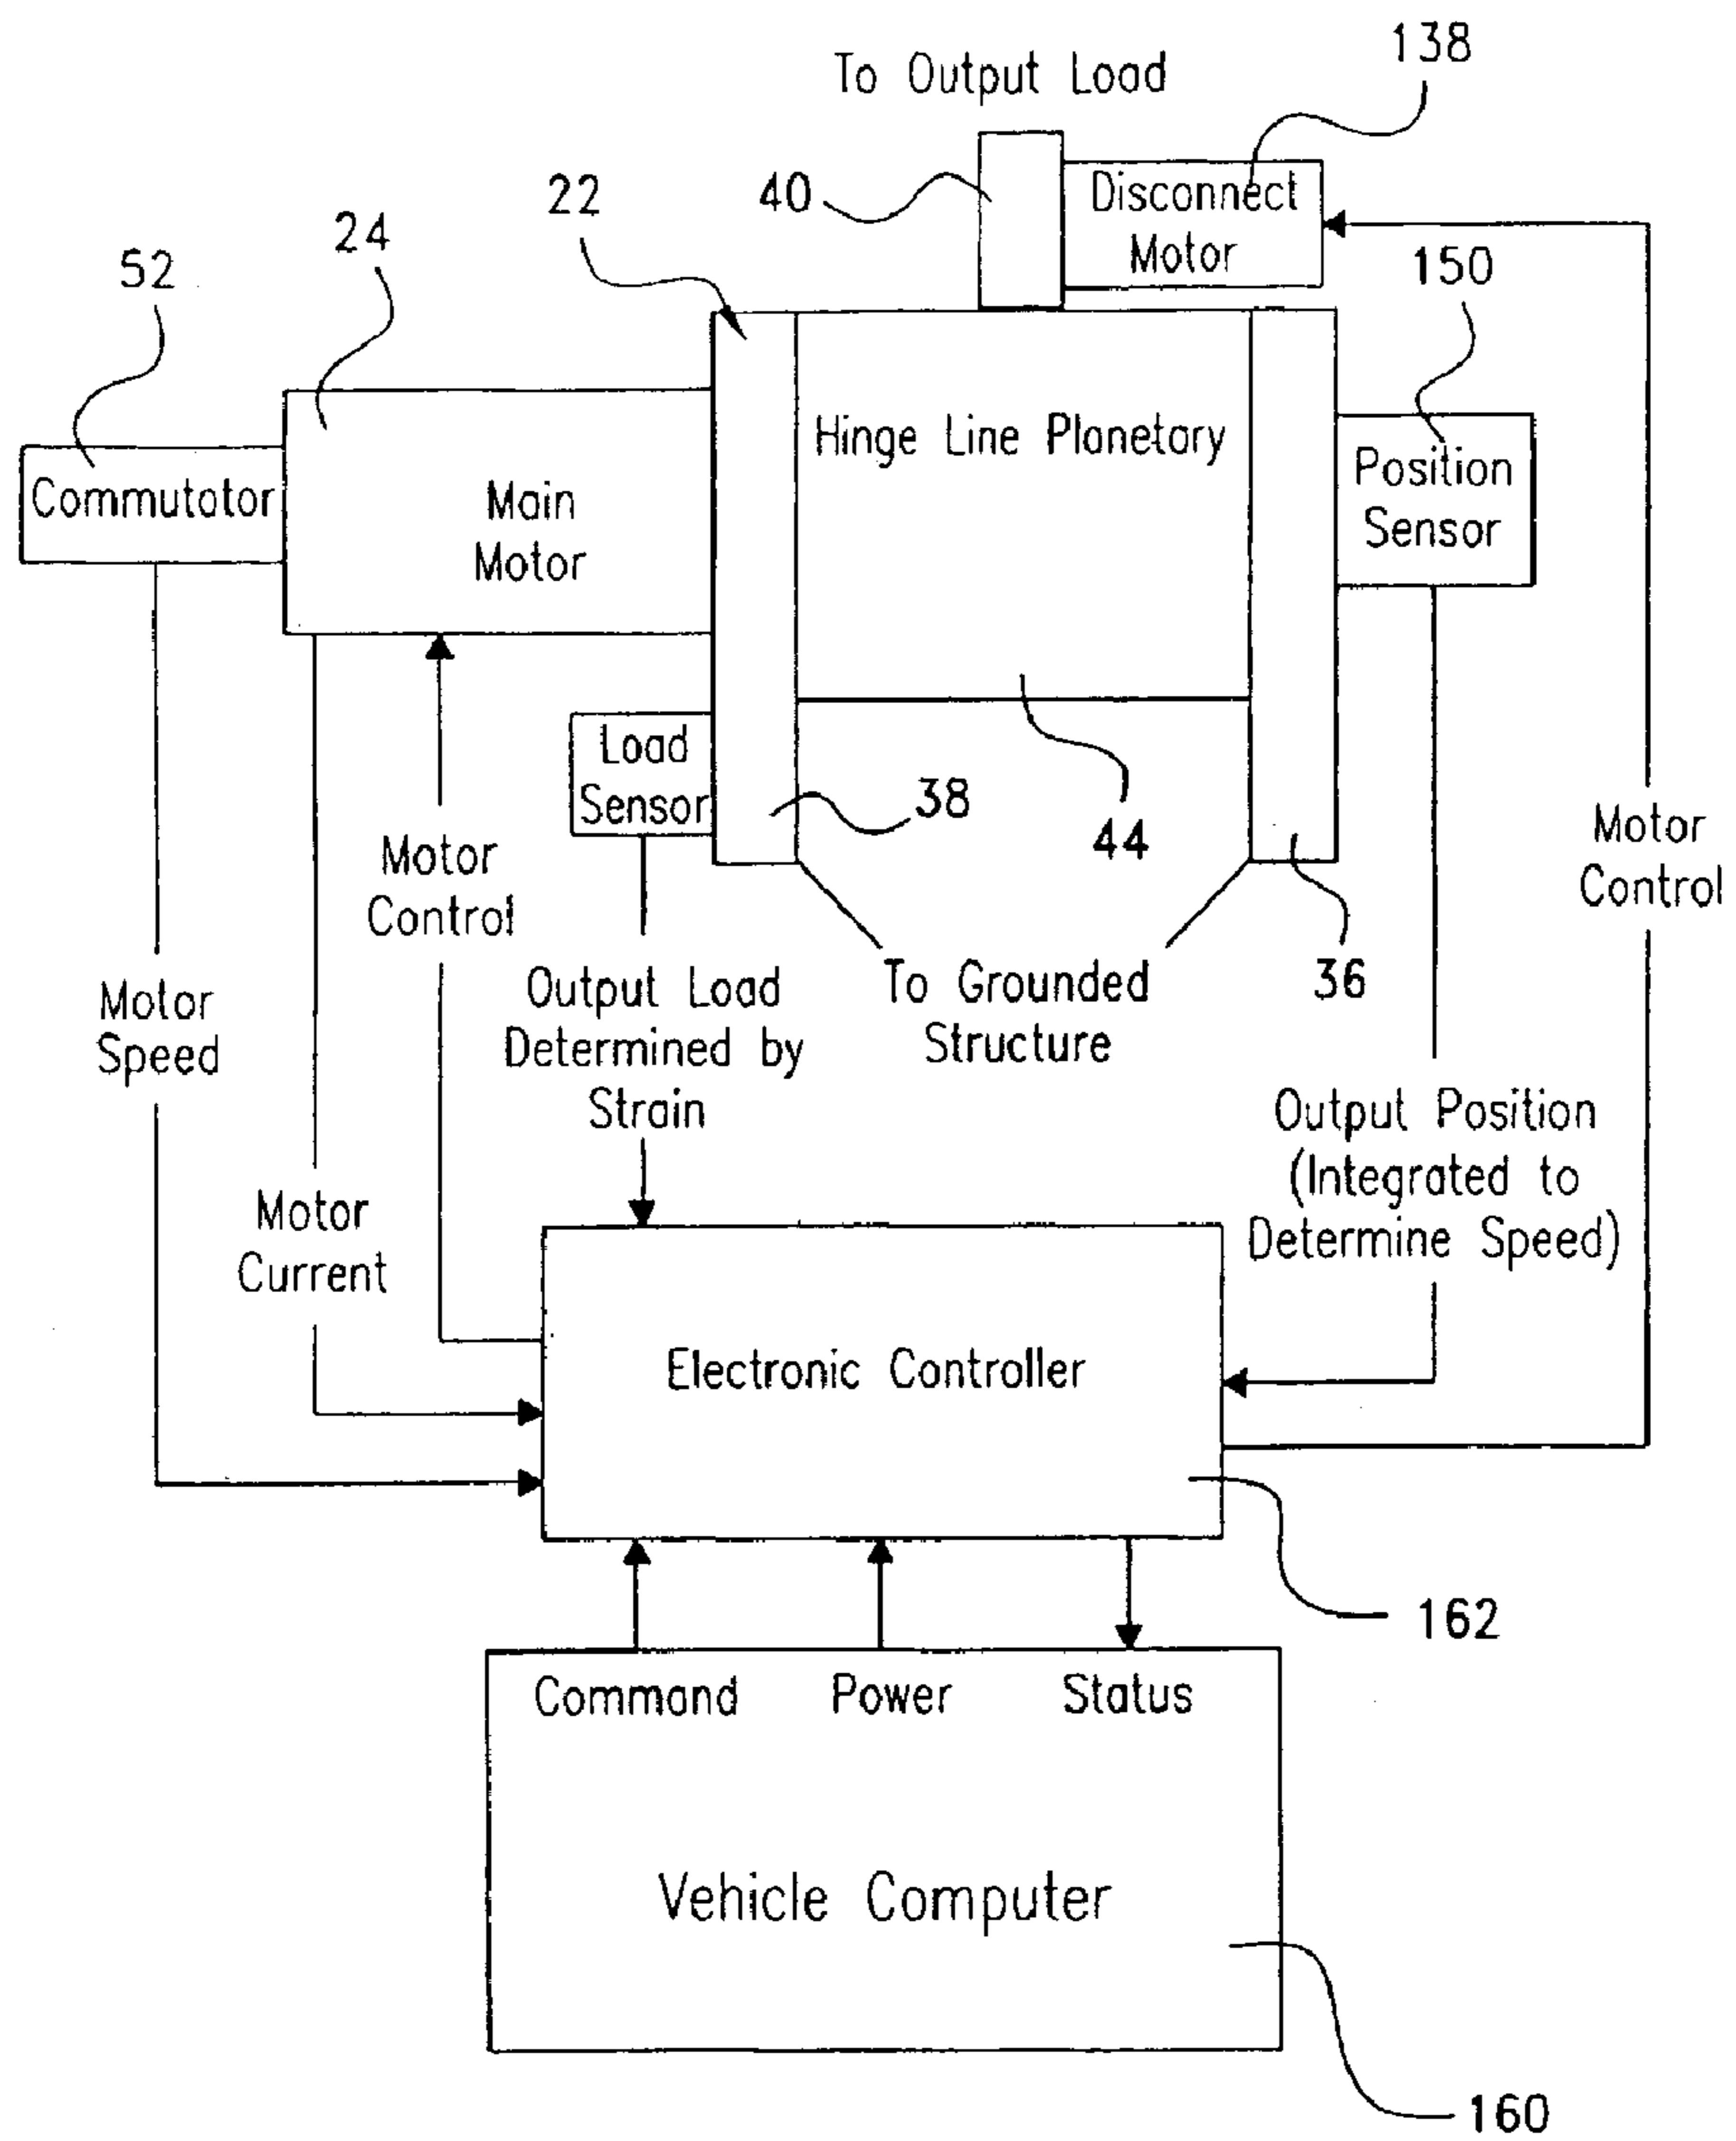 138
To Output Load
40
Disconnect
Motor
22
24
52
150
Hinge Line Planetary
Commutator
Main
Motor
Position
Sensor
Load
Sensor
38
44
Motor
Control
Motor
Control
36
Motor
Speed
Output Load
Determined by
Strain
To Grounded
Structure
Output Position
(Integrated to
Determine Speed)
Motor
Current
Electronic Controller
162
Command
Power
Status
Vehicle Computer
160